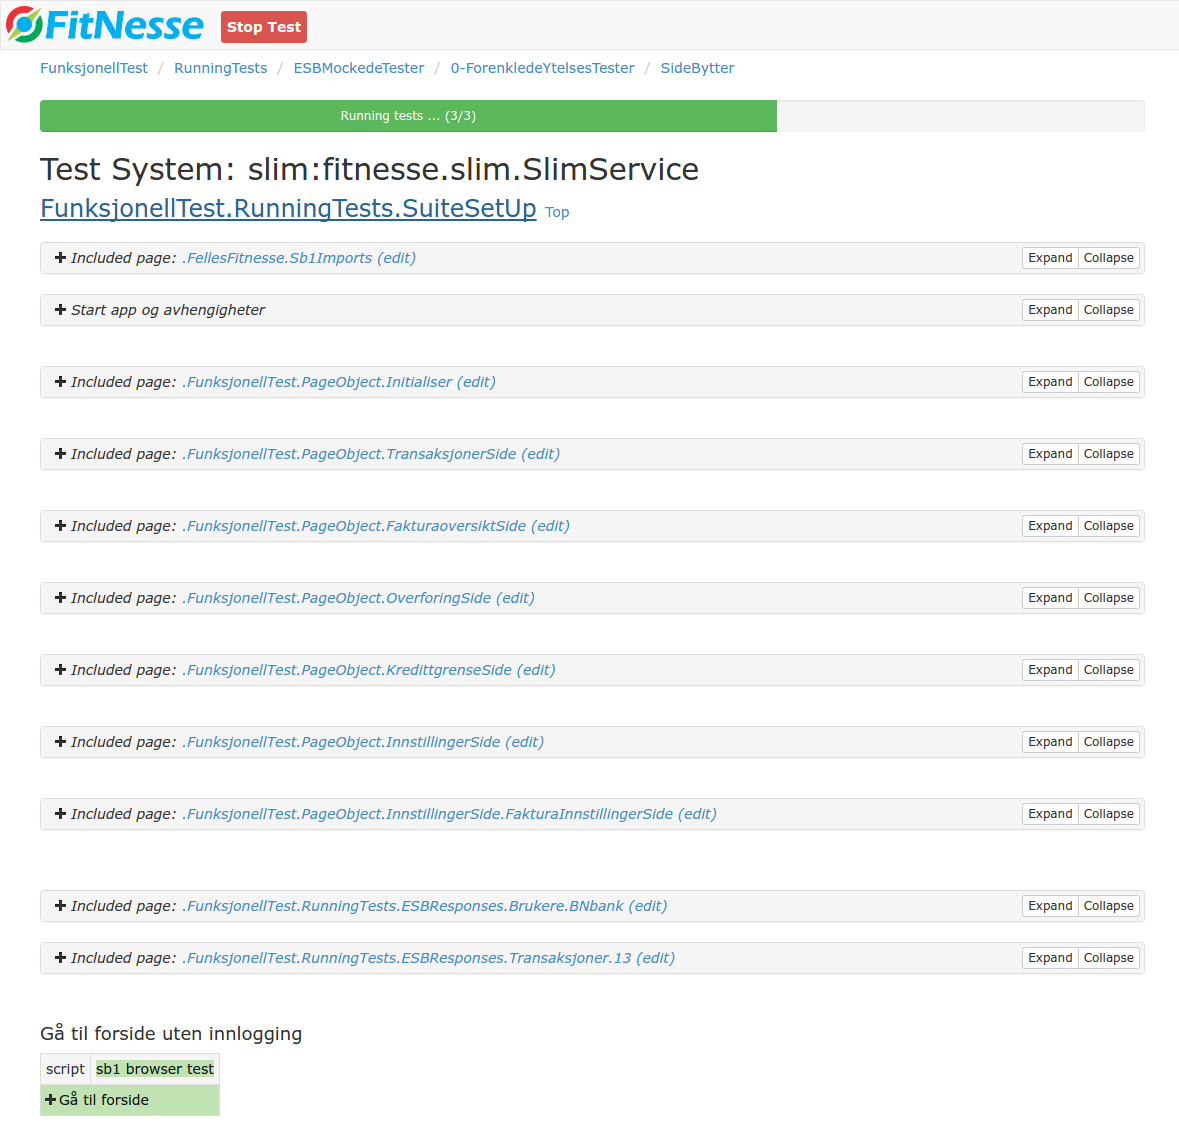 FitNesse Stop Test
FunksjonellTest / RunningTests / ESBMockedeTester / 0-ForenkledeYtelsesTester / SideBytter
Running tests ... (3/3)
Test System: slim:fitnesse.slim.SlimService
FunksjonellTest.RunningTests.SuiteSetUp Top
Included page: .FellesFitnesse.Sb1Imports (edit) Expand Collapse
Start app og avhengigheter Expand Collapse
Included page: .FunksjonellTest.PageObject.Initialiser (edit) Expand Collapse
Included page: .FunksjonellTest.PageObject.TransaksjonerSide (edit) Expand Collapse
Included page: .FunksjonellTest.PageObject.FakturaoversiktSide (edit) Expand Collapse
Included page: .FunksjonellTest.PageObject.OverforingSide (edit) Expand Collapse
Included page: .FunksjonellTest.PageObject.KredittgrenseSide (edit) Expand Collapse
Included page: .FunksjonellTest.PageObject.InnstillingerSide (edit) Expand Collapse
Included page: .FunksjonellTest.PageObject.InnstillingerSide.FakturaInnstillingerSide (edit) Expand Collapse
Included page: .FunksjonellTest.RunningTests.ESBResponses.Brukere.BNbank (edit) Expand Collapse
Included page: .FunksjonellTest.RunningTests.ESBResponses.Transaksjoner.13 (edit) Expand Collapse
Gå til forside uten innlogging
script sb1 browser test
Gå til forside